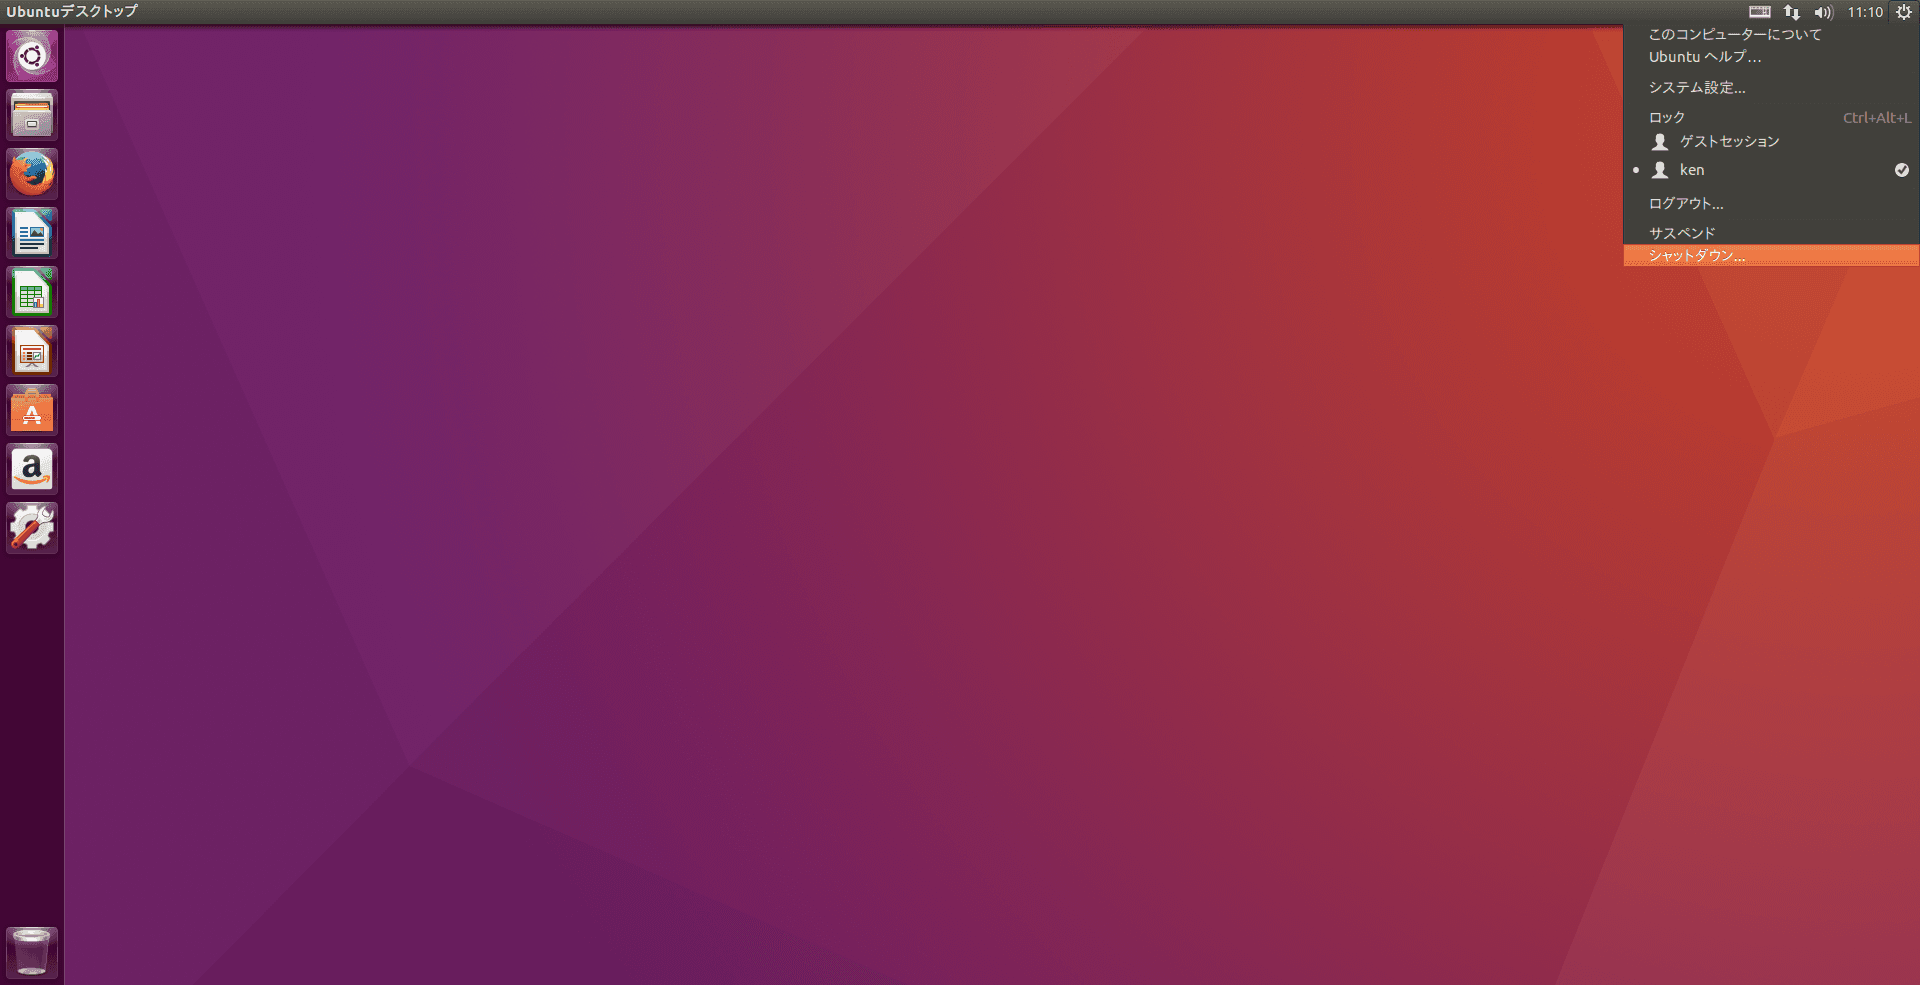 Ubuntuデスクトップ
11:10
このコンピューターについて
Ubuntu ヘルプ…
システム設定...
ロック Ctrl+Alt+L
ゲストセッション
ken
ログアウト...
サスペンド
シャットダウン...
A
a